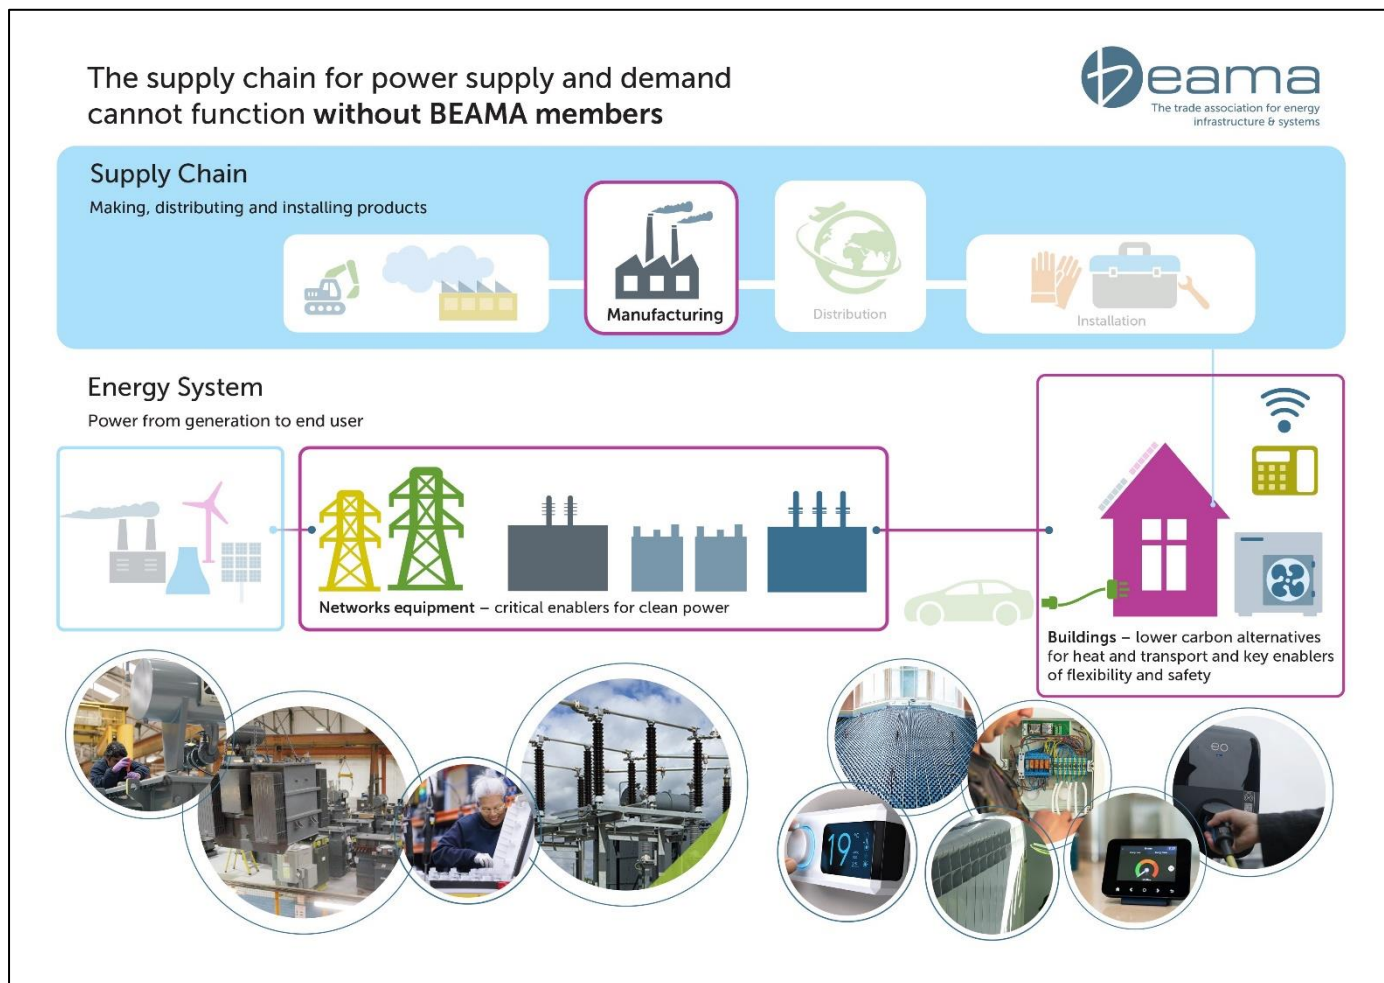 The supply chain for power supply and demand
cannot function without BEAMA members
beama
The trade association for energy
infrastructure & systems
Supply Chain
Making, distributing and installing products
Manufacturing
Distribution
Installation
Energy System
Power from generation to end user
Networks equipment – critical enablers for clean power
Buildings – lower carbon alternatives
for heat and transport and key enablers
of flexibility and safety
19
eo